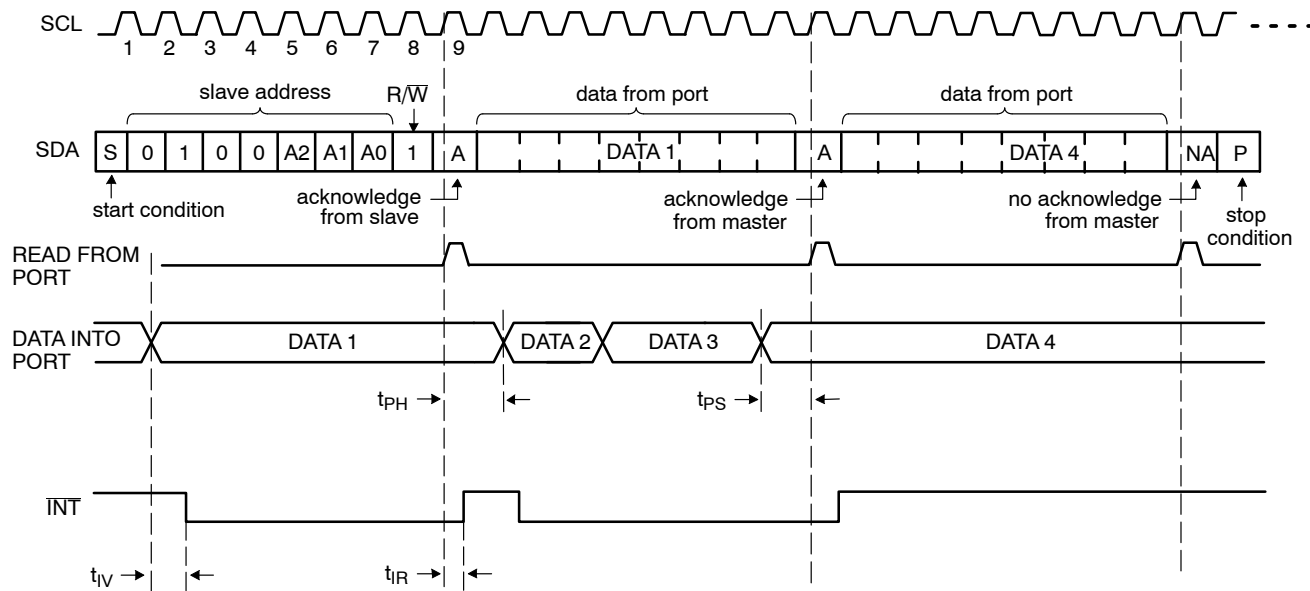 SCL
1 2 3 4 5 6 7 8 9
slave address
R/W̅
data from port
data from port
SDA
S 0 1 0 0 A2 A1 A0 1 A DATA 1 A DATA 4 NA P
start condition
acknowledge
from slave
acknowledge
from master
no acknowledge
from master
stop
condition
READ FROM
PORT
DATA INTO
PORT
DATA 1 DATA 2 DATA 3 DATA 4
tPH
tPS
I̅N̅T̅
tIV
tIR